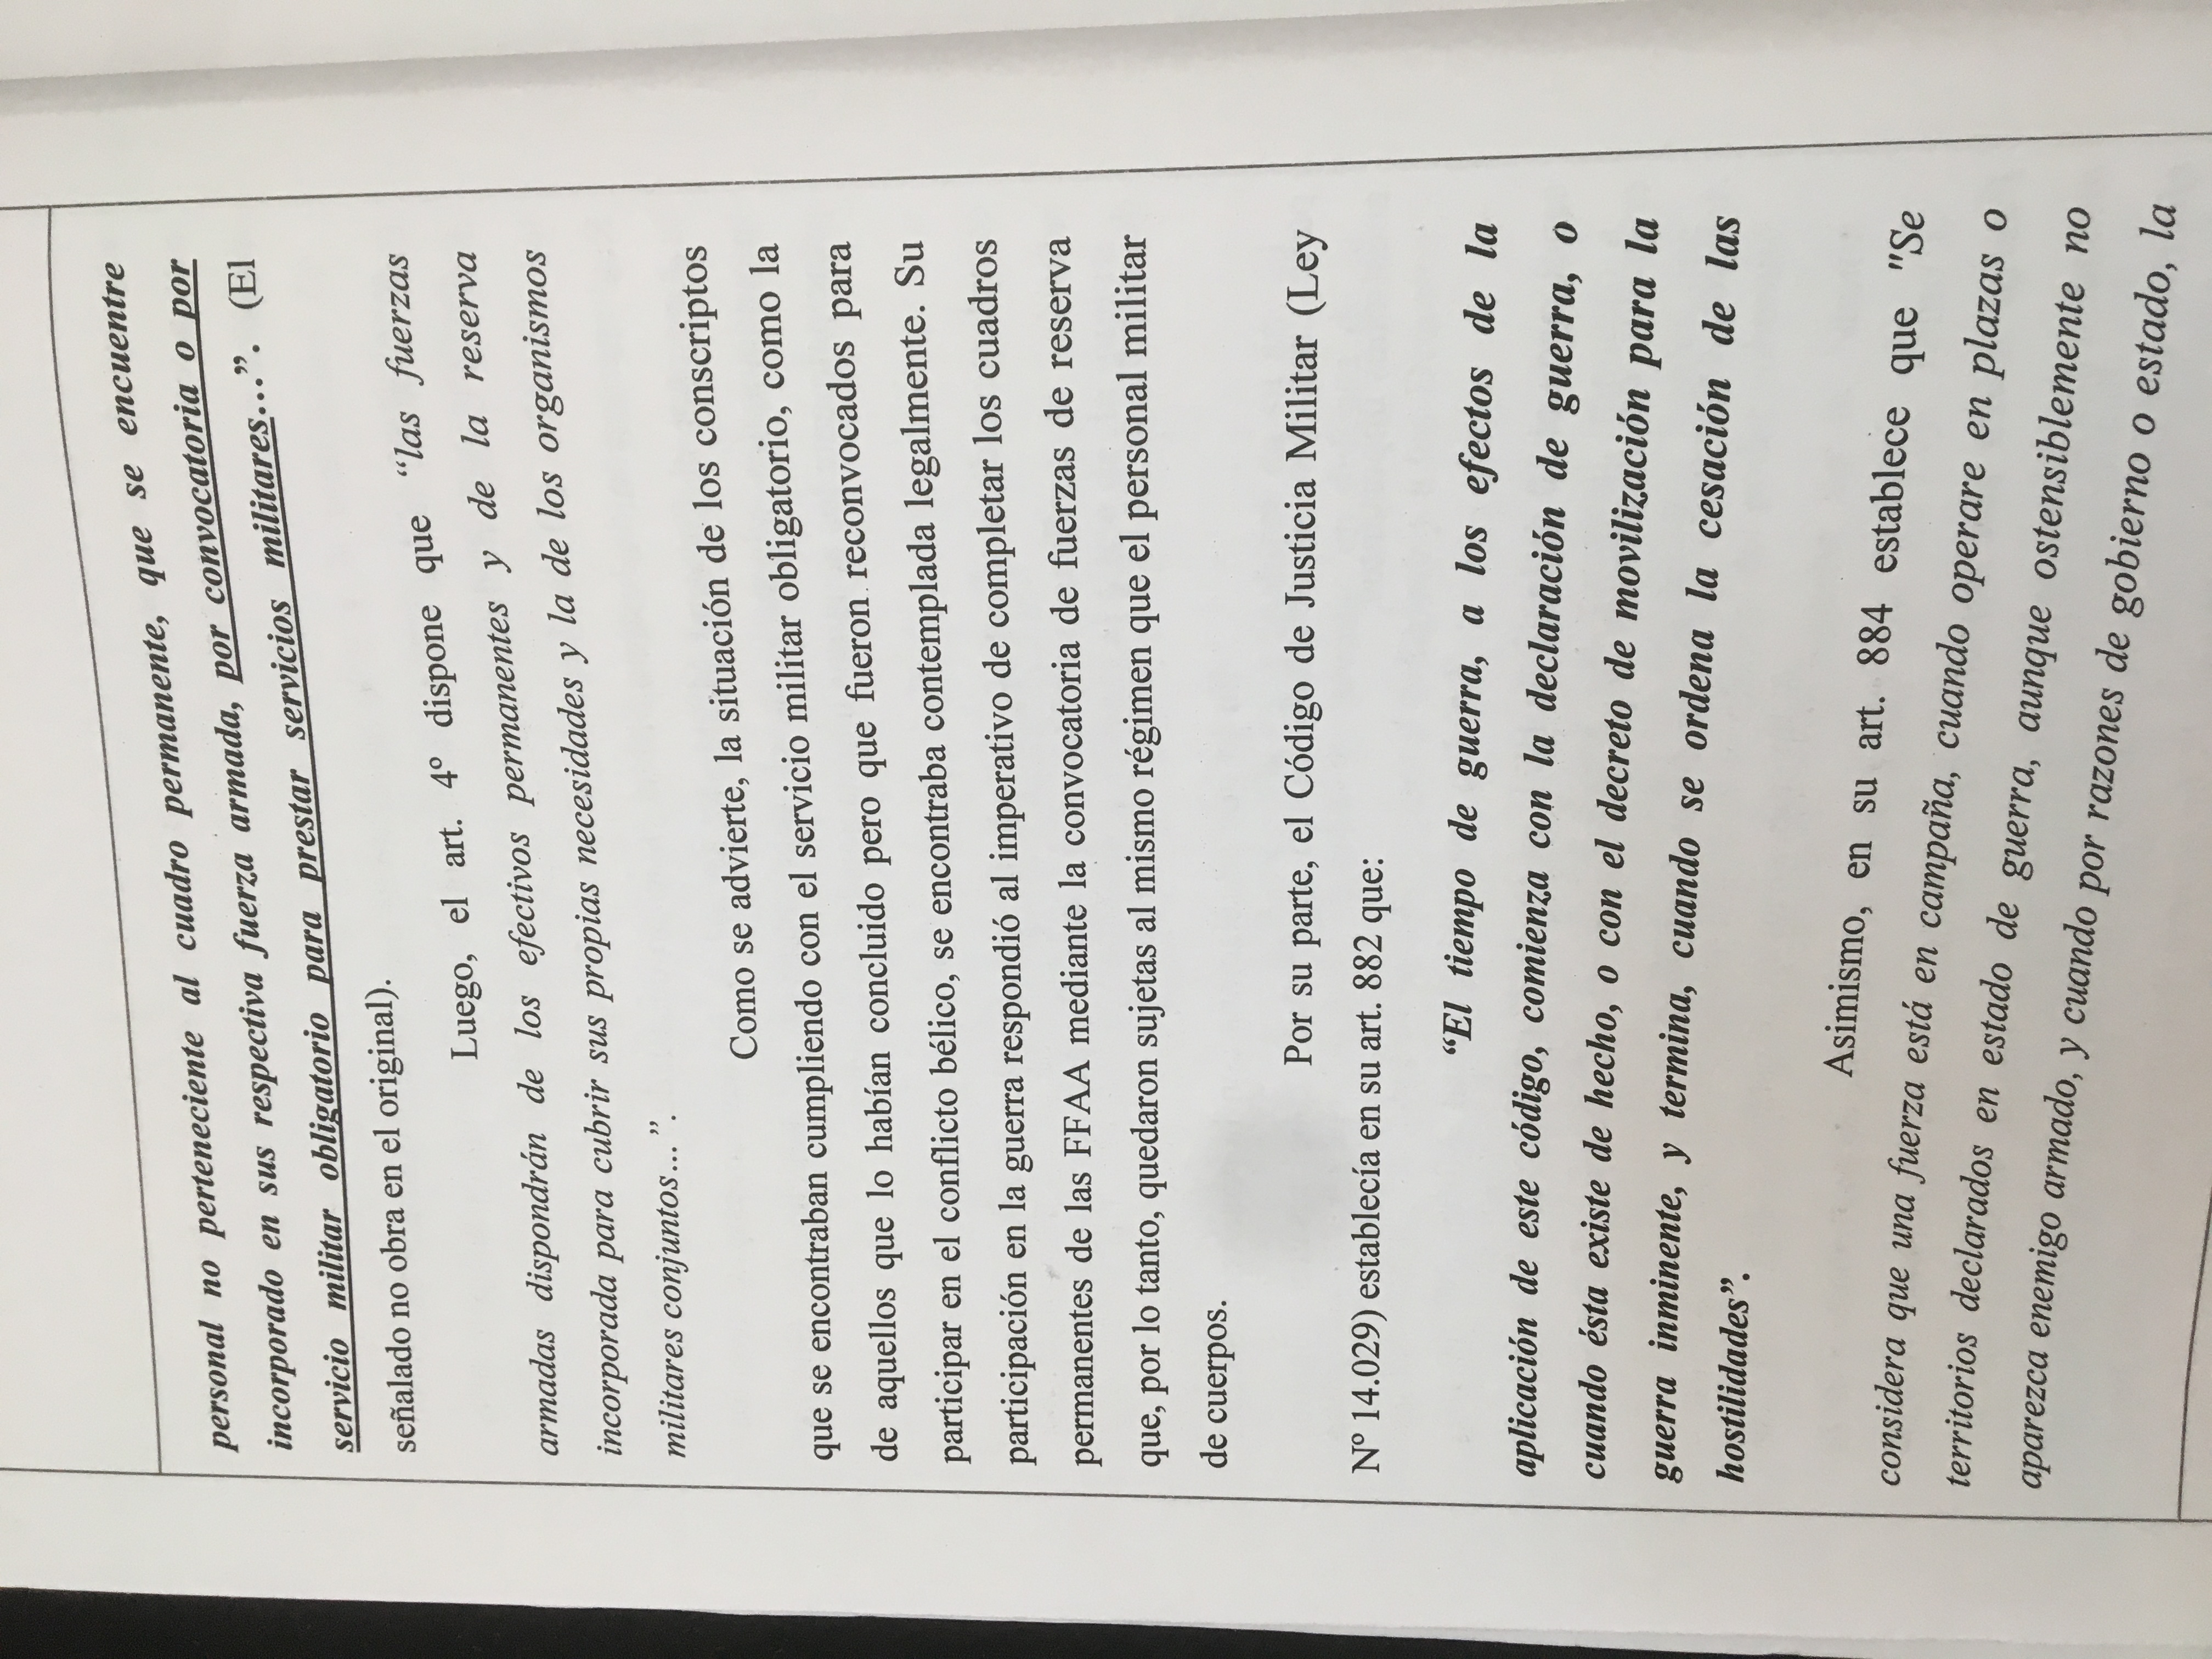 personal no perteneciente al cuadro permanente, que se encuentre
incorporado en sus respectiva fuerza armada, por convocatoria o por
servicio militar obligatorio para prestar servicios militares…”. (El
señalado no obra en el original).
Luego, el art. 4º dispone que “las fuerzas
armadas dispondrán de los efectivos permanentes y de la reserva
incorporada para cubrir sus propias necesidades y la de los organismos
militares conjuntos…”.
Como se advierte, la situación de los conscriptos
que se encontraban cumpliendo con el servicio militar obligatorio, como la
de aquellos que lo habían concluido pero que fueron reconvocados para
participar en el conflicto bélico, se encontraba contemplada legalmente. Su
participación en la guerra respondió al imperativo de completar los cuadros
permanentes de las FFAA mediante la convocatoria de fuerzas de reserva
que, por lo tanto, quedaron sujetas al mismo régimen que el personal militar
de cuerpos.
Por su parte, el Código de Justicia Militar (Ley
Nº 14.029) establecía en su art. 882 que:
“El tiempo de guerra, a los efectos de la
aplicación de este código, comienza con la declaración de guerra, o
cuando ésta existe de hecho, o con el decreto de movilización para la
guerra inminente, y termina, cuando se ordena la cesación de las
hostilidades”.
Asimismo, en su art. 884 establece que "Se
considera que una fuerza está en campaña, cuando operare en plazas o
territorios declarados en estado de guerra, aunque ostensiblemente no
aparezca enemigo armado, y cuando por razones de gobierno o estado, la